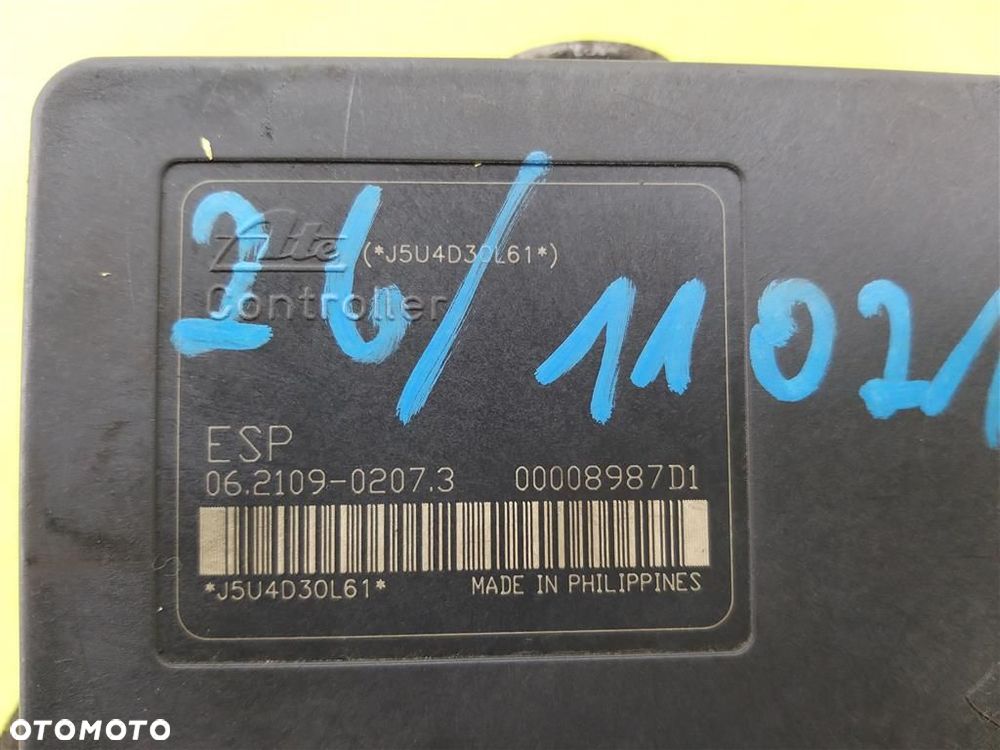 Ate
(*J5U4D30L61*)
Controller
26/11021
ESP
06.2109-0207.3 00008987D1
*J5U4D30L61* MADE IN PHILIPPINES
OTOMOTO